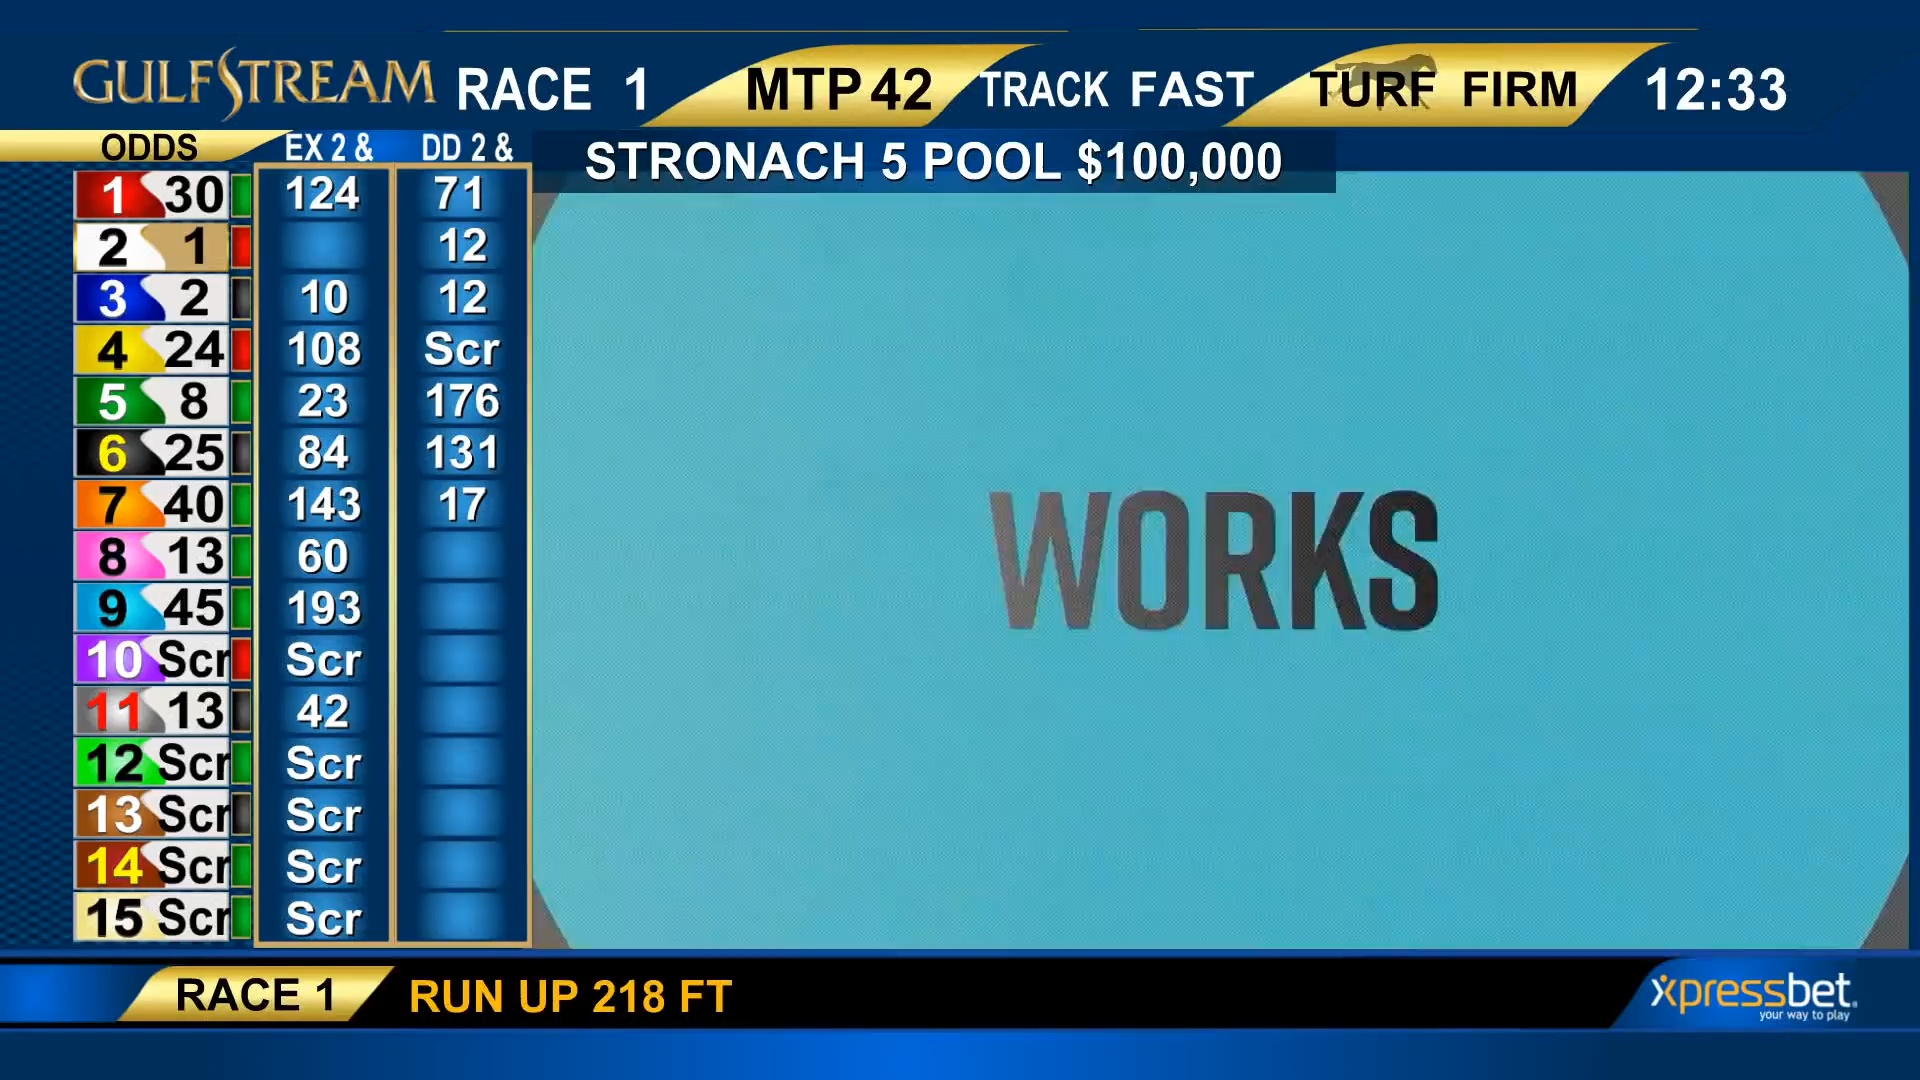 GULFSTREAM RACE 1 MTP 42 TRACK FAST TURF FIRM 12:33
ODDS EX 2 & DD 2 &
STRONACH 5 POOL $100,000
1 30 124 71
2 1 12
3 2 10 12
4 24 108 Scr
5 8 23 176
6 25 84 131
7 40 143 17
8 13 60
9 45 193
10 Scr Scr
11 13 42
12 Scr Scr
13 Scr Scr
14 Scr Scr
15 Scr Scr
WORKS
RACE 1 RUN UP 218 FT
xpressbet.
your way to play